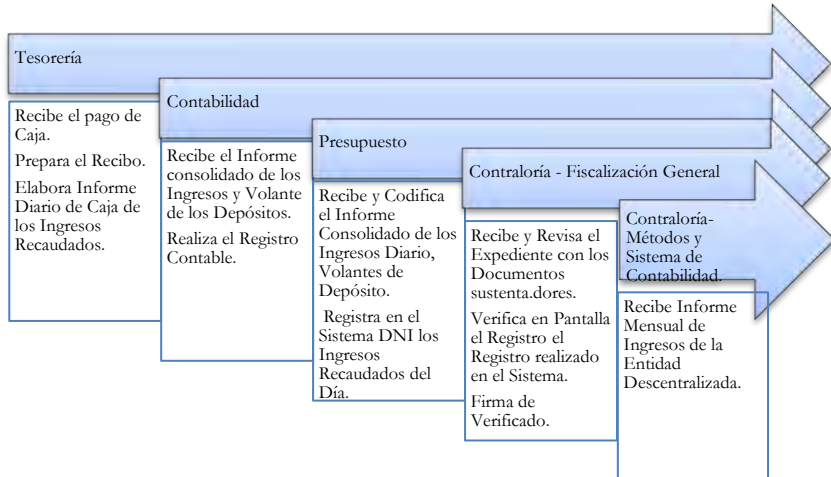 Tesorería
Recibe el pago de
Caja.
Prepara el Recibo.
Elabora Informe
Diario de Caja de
los Ingresos
Recaudados.
Contabilidad
Recibe el Informe
consolidado de los
Ingresos y Volante
de los Depósitos.
Realiza el Registro
Contable.
Presupuesto
Recibe y Codifica
el Informe
Consolidado de los
Ingresos Diario,
Volantes de
Depósito.
Registra en el
Sistema DNI los
Ingresos
Recaudados del
Día.
Contraloría - Fiscalización General
Recibe y Revisa el
Expediente con los
Documentos
sustenta.dores.
Verifica en Pantalla
el Registro el
Registro realizado
en el Sistema.
Firma de
Verificado.
Contraloría-
Métodos y
Sistema de
Contabilidad.
Recibe Informe
Mensual de
Ingresos de la
Entidad
Descentralizada.